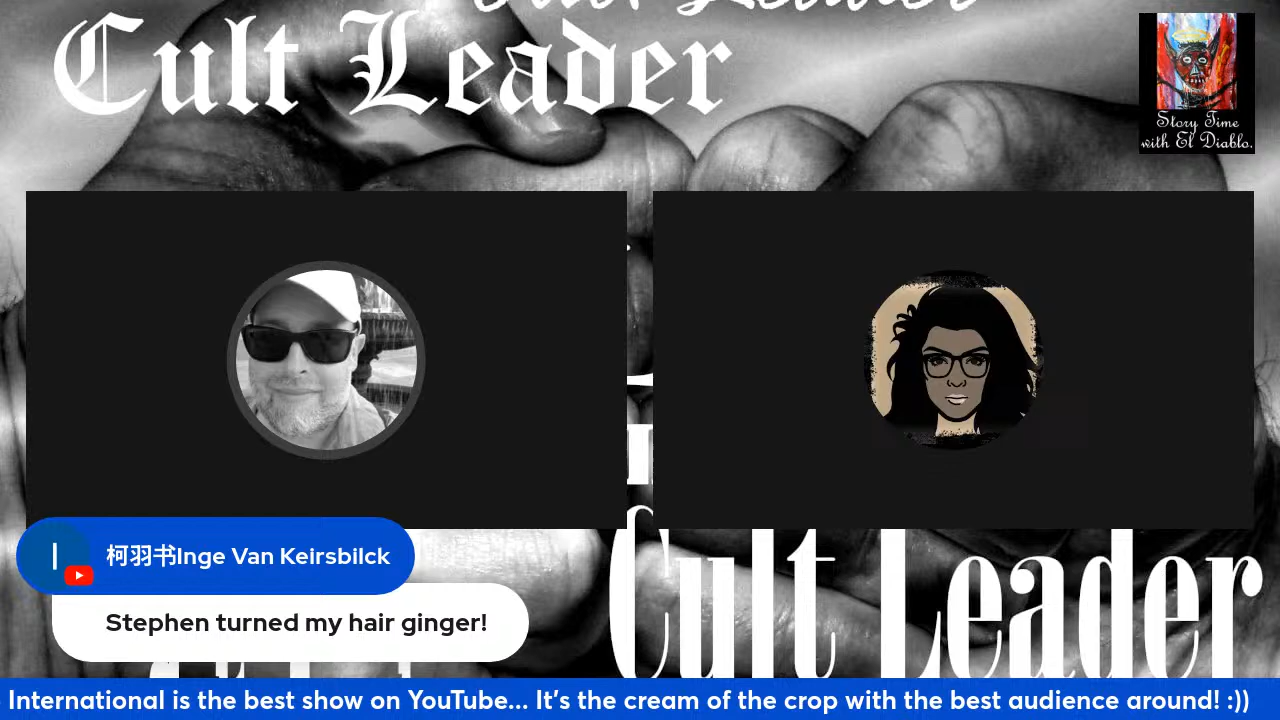 Cult Leader
Cult Leader
Story Time
with El Diablo.
Cult Leader
柯羽书Inge Van Keirsbilck
Stephen turned my hair ginger!
International is the best show on YouTube... It's the cream of the crop with the best audience around! :))